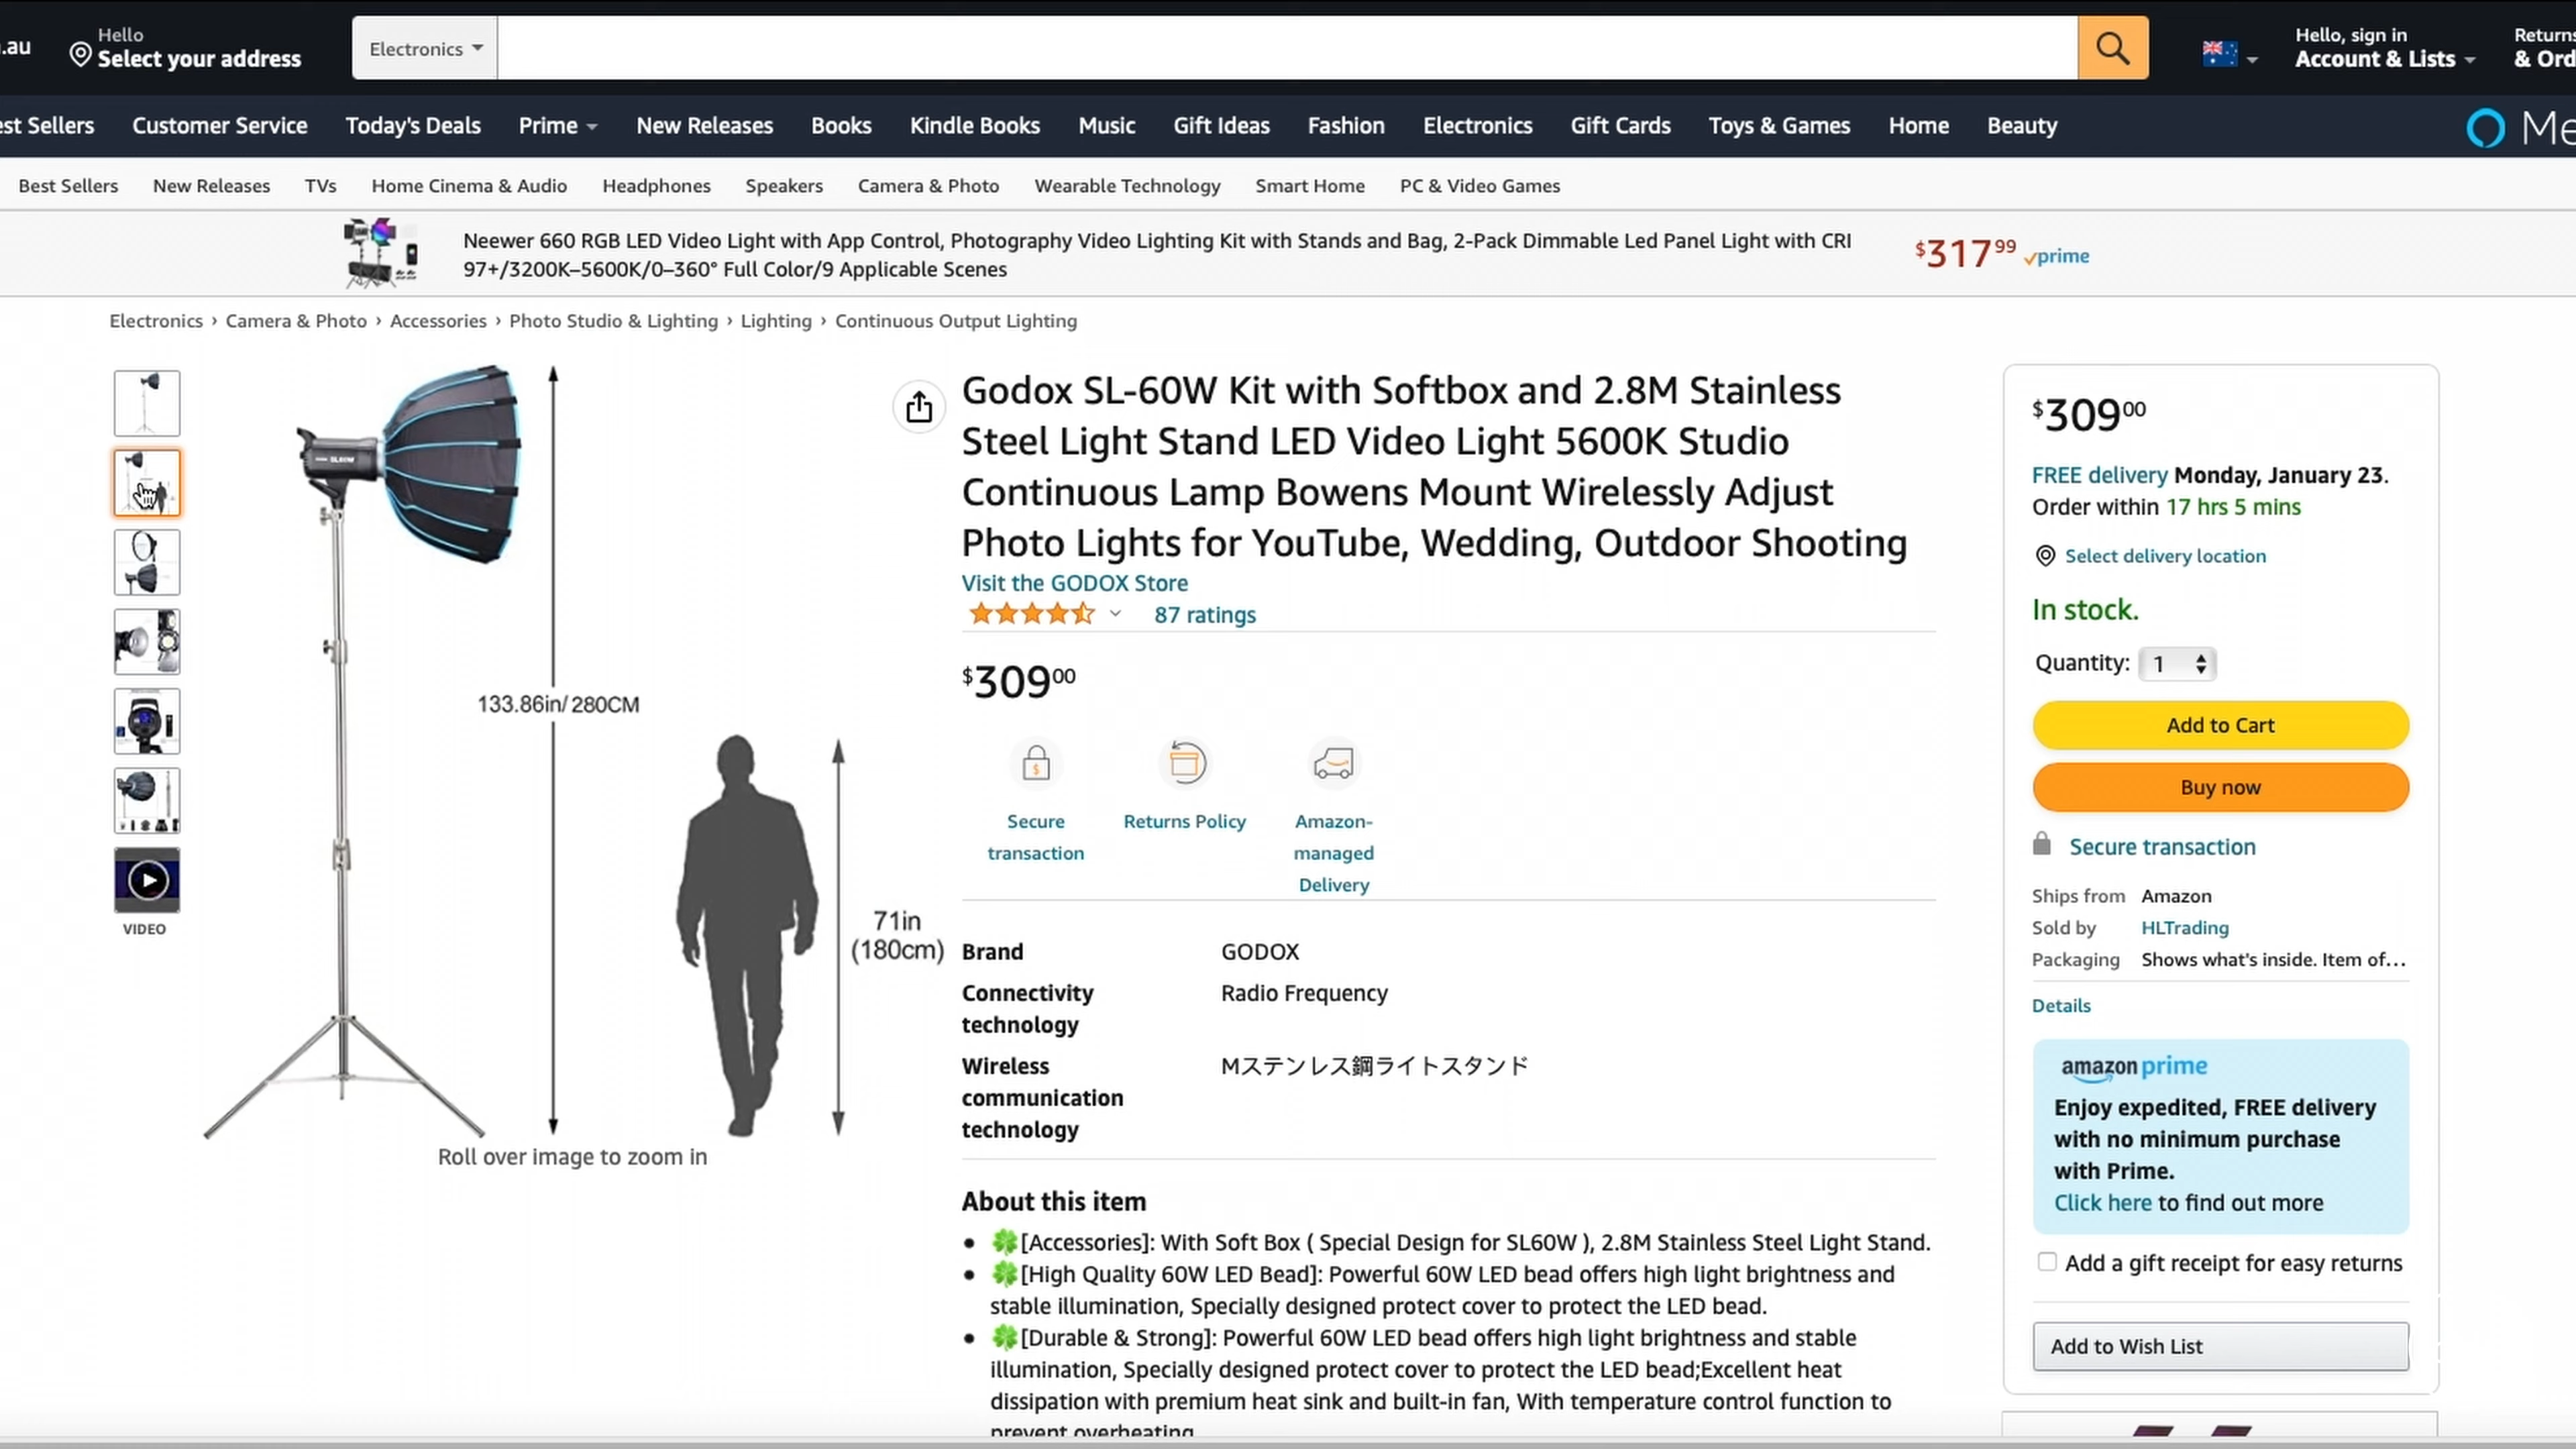 .au
Hello
Select your address
Electronics
Hello, sign in
Account & Lists
Returns
& Ord
est Sellers
Customer Service
Today's Deals
Prime
New Releases
Books
Kindle Books
Music
Gift Ideas
Fashion
Electronics
Gift Cards
Toys & Games
Home
Beauty
Me
Best Sellers
New Releases
TVs
Home Cinema & Audio
Headphones
Speakers
Camera & Photo
Wearable Technology
Smart Home
PC & Video Games
Neewer 660 RGB LED Video Light with App Control, Photography Video Lighting Kit with Stands and Bag, 2-Pack Dimmable Led Panel Light with CRI
97+/3200K–5600K/0–360° Full Color/9 Applicable Scenes
$317 99 prime
Electronics › Camera & Photo › Accessories › Photo Studio & Lighting › Lighting › Continuous Output Lighting
VIDEO
SL60W
133.86in/280CM
71in
(180cm)
Roll over image to zoom in
Godox SL-60W Kit with Softbox and 2.8M Stainless
Steel Light Stand LED Video Light 5600K Studio
Continuous Lamp Bowens Mount Wirelessly Adjust
Photo Lights for YouTube, Wedding, Outdoor Shooting
Visit the GODOX Store
87 ratings
$309 00
Secure
transaction
Returns Policy
Amazon-
managed
Delivery
Brand GODOX
Connectivity Radio Frequency
technology
Wireless Mステンレス鋼ライトスタンド
communication
technology
About this item
🍀[Accessories]: With Soft Box ( Special Design for SL60W ), 2.8M Stainless Steel Light Stand.
🍀[High Quality 60W LED Bead]: Powerful 60W LED bead offers high light brightness and
stable illumination, Specially designed protect cover to protect the LED bead.
🍀[Durable & Strong]: Powerful 60W LED bead offers high light brightness and stable
illumination, Specially designed protect cover to protect the LED bead;Excellent heat
dissipation with premium heat sink and built-in fan, With temperature control function to
prevent overheating
$309 00
FREE delivery Monday, January 23.
Order within 17 hrs 5 mins
Select delivery location
In stock.
Quantity: 1
Add to Cart
Buy now
Secure transaction
Ships from Amazon
Sold by HLTrading
Packaging Shows what's inside. Item of...
Details
amazon prime
Enjoy expedited, FREE delivery
with no minimum purchase
with Prime.
Click here to find out more
Add a gift receipt for easy returns
Add to Wish List